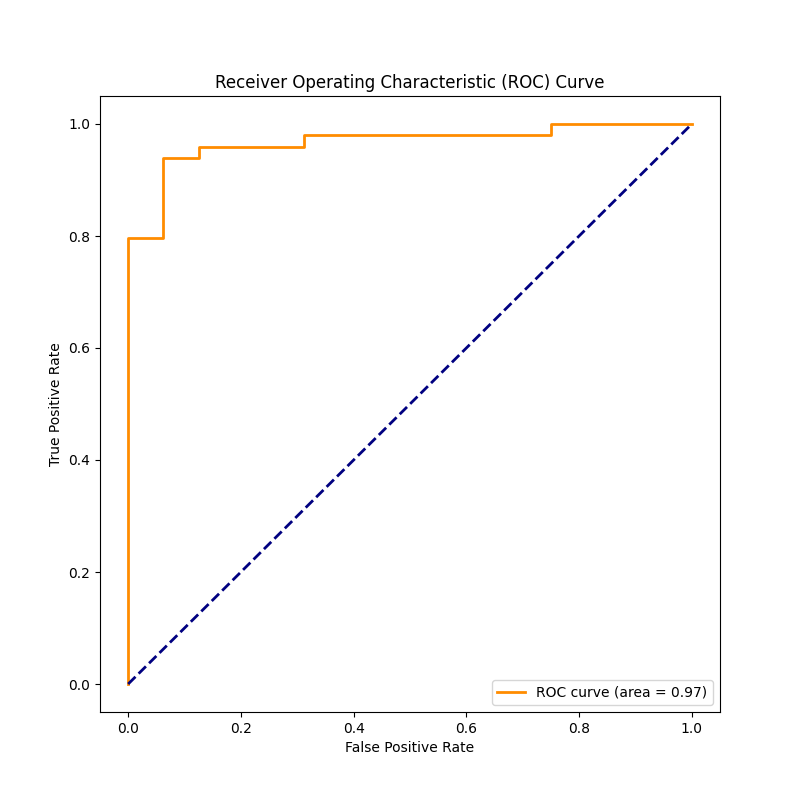 Receiver Operating Characteristic (ROC) Curve
1.0
0.8
0.6
0.4
0.2
0.0
True Positive Rate
ROC curve (area = 0.97)
0.0 0.2 0.4 0.6 0.8 1.0
False Positive Rate